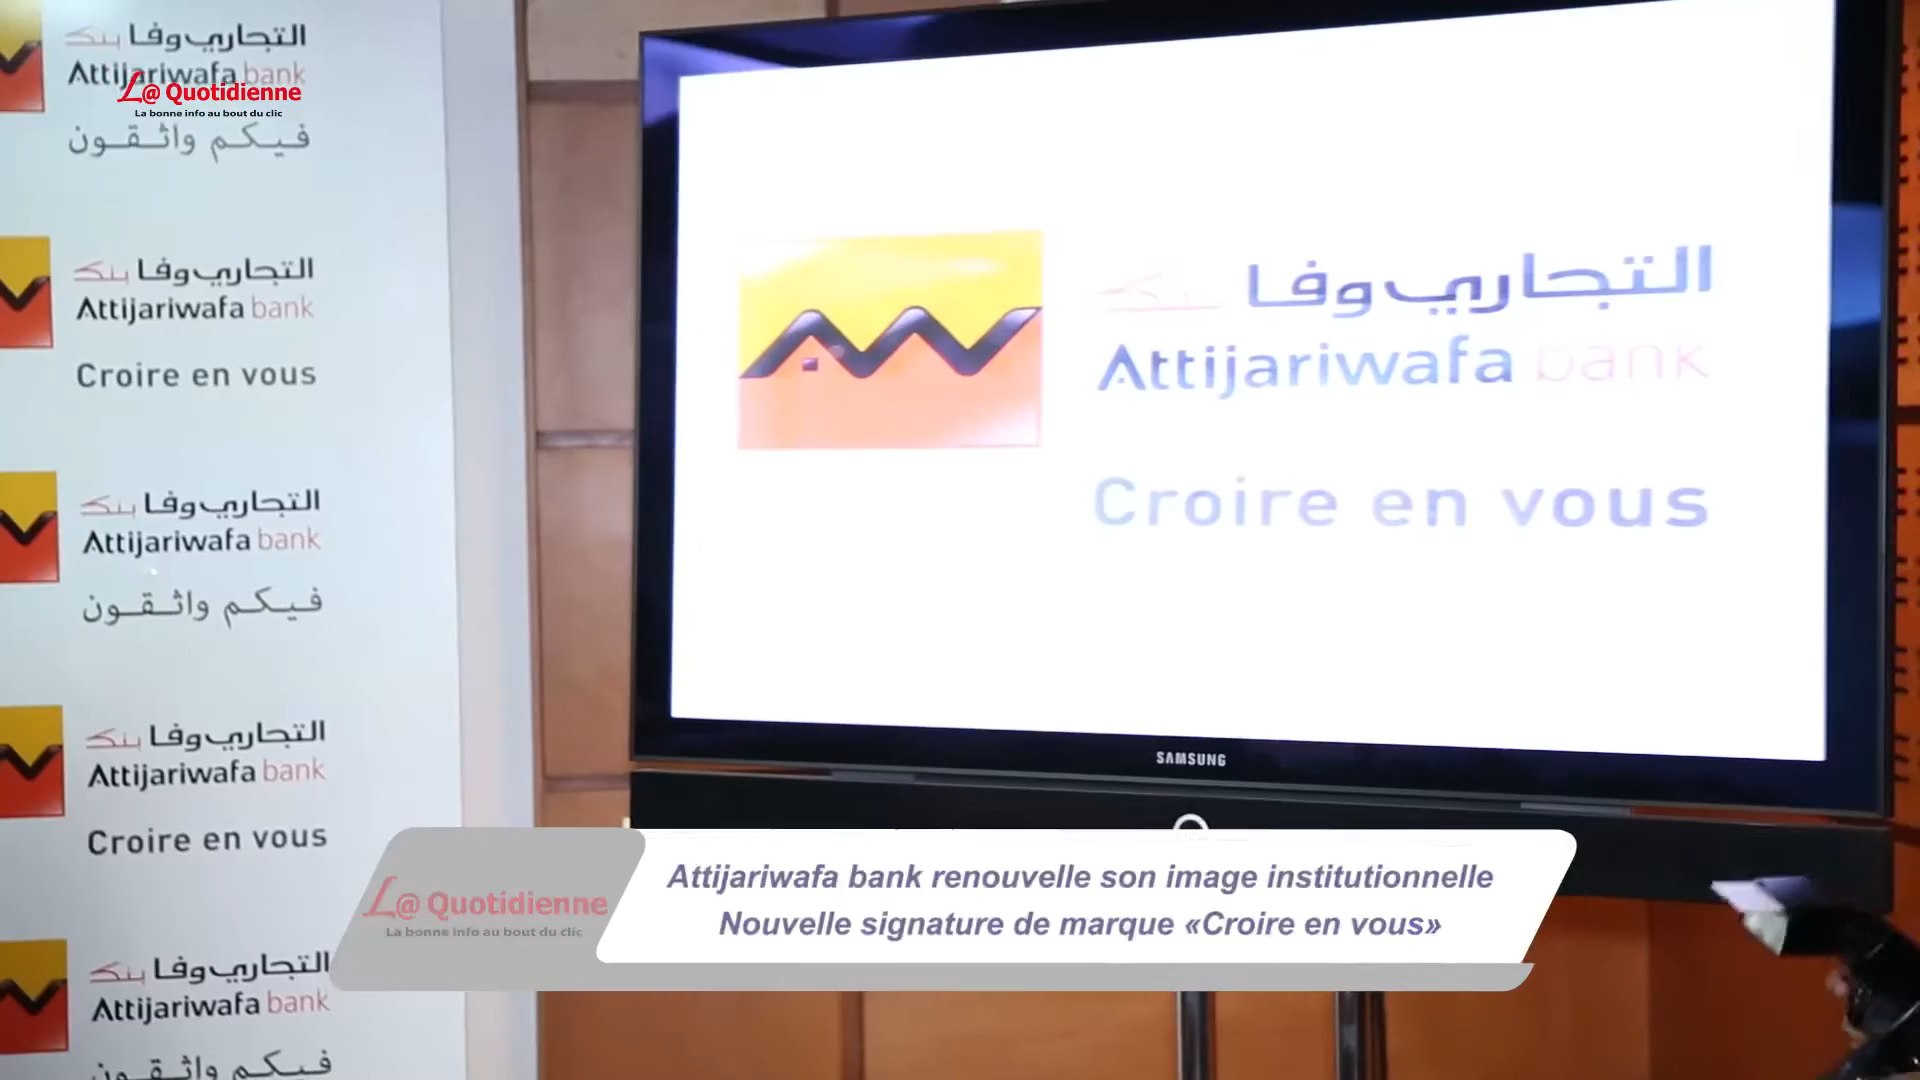 التجاري وفا بنك
Attijariwafa bank
L@ Quotidienne
La bonne info au bout du clic
فيكم واثقون
التجاري وفا بنك
Attijariwafa bank
Croire en vous
التجاري وفا بنك
Attijariwafa bank
فيكم واثقون
التجاري وفا بنك
Attijariwafa bank
Croire en vous
التجاري وفا بنك
Attijariwafa bank
فيكم واثقون
التجاري وفا بنك
Attijariwafa bank
Croire en vous
SAMSUNG
L@ Quotidienne
La bonne info au bout du clic
Attijariwafa bank renouvelle son image institutionnelle
Nouvelle signature de marque «Croire en vous»